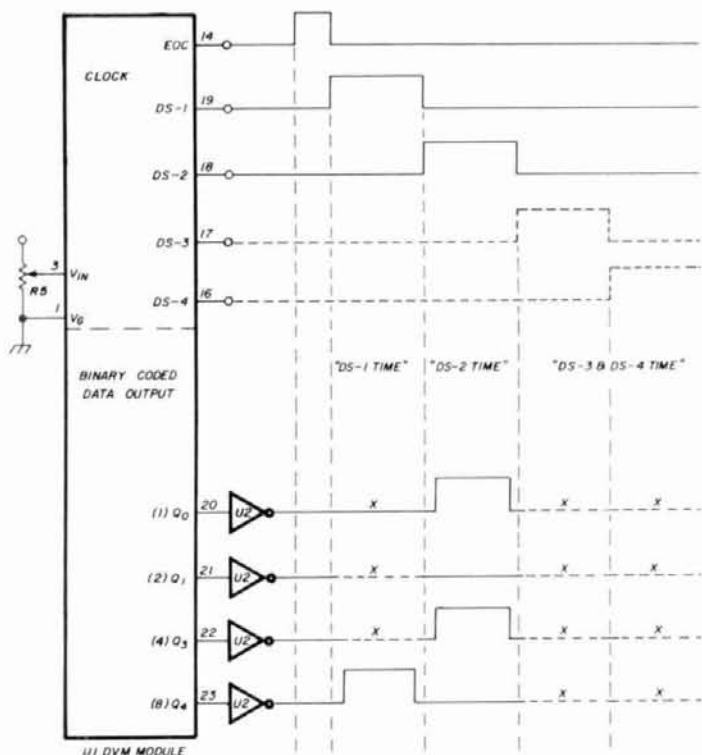 EOC 14
CLOCK
DS-1 19
DS-2 18
DS-3 17
3 VIN
R5
DS-4 16
1 VG
BINARY CODED
DATA OUTPUT
"DS-1 TIME" "DS-2 TIME" "DS-3 & DS-4 TIME"
(1) Q0 20 U2 X X X
(2) Q1 21 U2 X X X
(4) Q3 22 U2 X X X
(8) Q4 23 U2 X X
U1 DVM MODULE